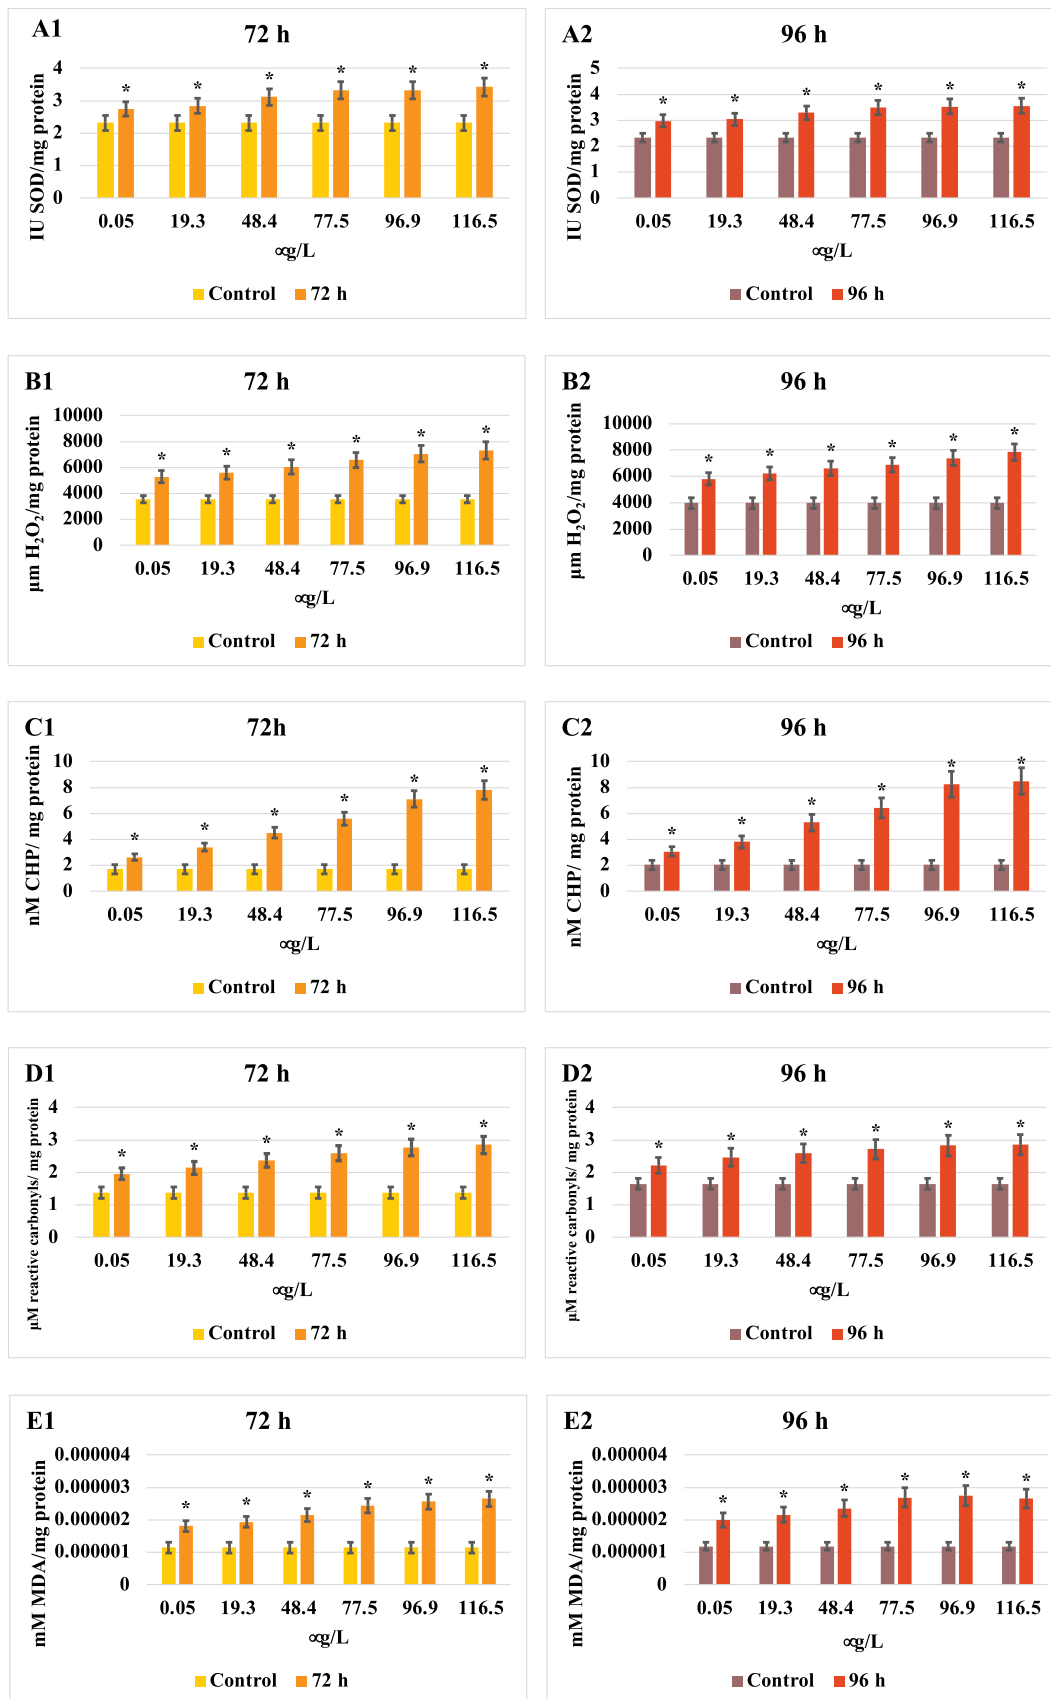 A1 72 h
IU SOD/mg protein
4
3
2
1
0
0.05 19.3 48.4 77.5 96.9 116.5
* * * * * *
∝g/L
Control 72 h
A2 96 h
IU SOD/mg protein
5
4
3
2
1
0
0.05 19.3 48.4 77.5 96.9 116.5
* * * * * *
∝g/L
Control 96 h
B1 72 h
µm H₂O₂/mg protein
10000
8000
6000
4000
2000
0
0.05 19.3 48.4 77.5 96.9 116.5
* * * * * *
∝g/L
Control 72 h
B2 96 h
µm H₂O₂/mg protein
10000
8000
6000
4000
2000
0
0.05 19.3 48.4 77.5 96.9 116.5
* * * * * *
∝g/L
Control 96 h
C1 72h
nM CHP/ mg protein
10
8
6
4
2
0
0.05 19.3 48.4 77.5 96.9 116.5
* * * * * *
∝g/L
Control 72 h
C2 96 h
nM CHP/ mg protein
10
8
6
4
2
0
0.05 19.3 48.4 77.5 96.9 116.5
* * * * * *
∝g/L
Control 96 h
D1 72 h
µM reactive carbonyls/ mg protein
4
3
2
1
0
0.05 19.3 48.4 77.5 96.9 116.5
* * * * * *
∝g/L
Control 72 h
D2 96 h
µM reactive carbonyls/ mg protein
4
3
2
1
0
0.05 19.3 48.4 77.5 96.9 116.5
* * * * * *
∝g/L
Control 96 h
E1 72 h
mM MDA/mg protein
0.000004
0.000003
0.000002
0.000001
0
0.05 19.3 48.4 77.5 96.9 116.5
* * * * * *
∝g/L
Control 72 h
E2 96 h
mM MDA/mg protein
0.000004
0.000003
0.000002
0.000001
0
0.05 19.3 48.4 77.5 96.9 116.5
* * * * * *
∝g/L
Control 96 h